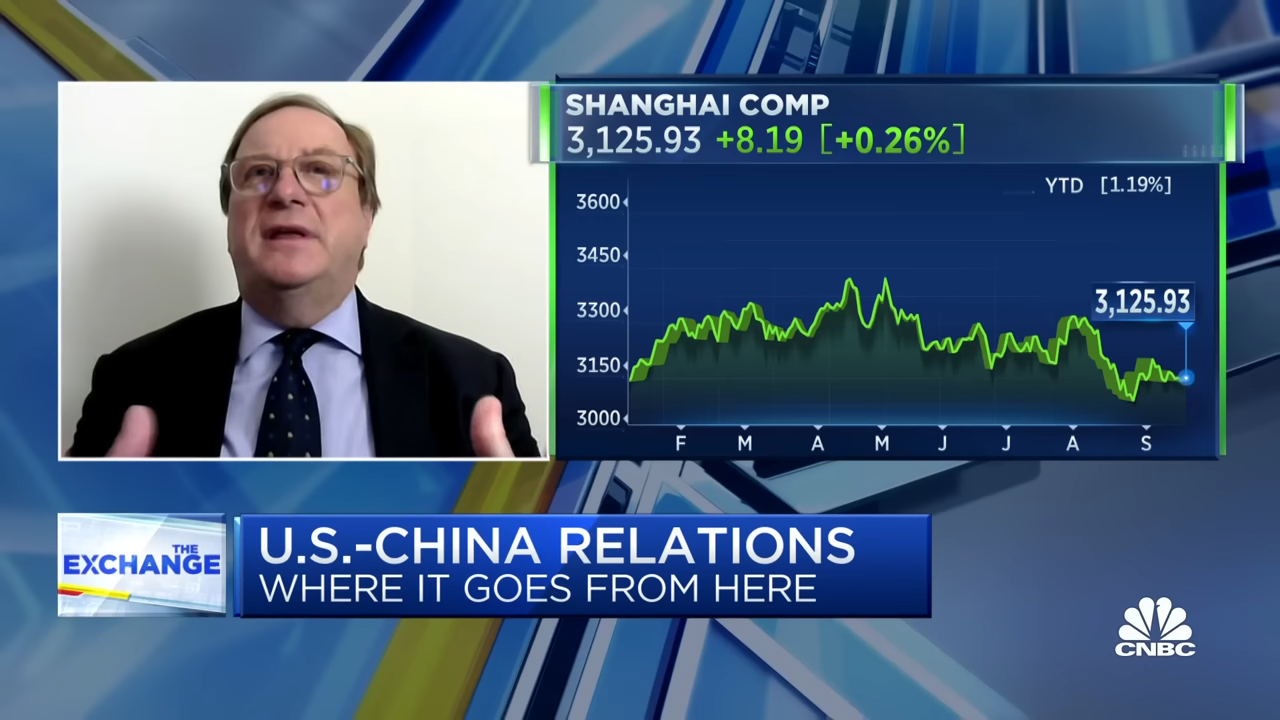 SHANGHAI COMP
3,125.93 +8.19 [+0.26%]
YTD [1.19%]
3600
3450
3300
3150
3000
3,125.93
F M A M J J A S
THE
EXCHANGE
U.S.-CHINA RELATIONS
WHERE IT GOES FROM HERE
CNBC